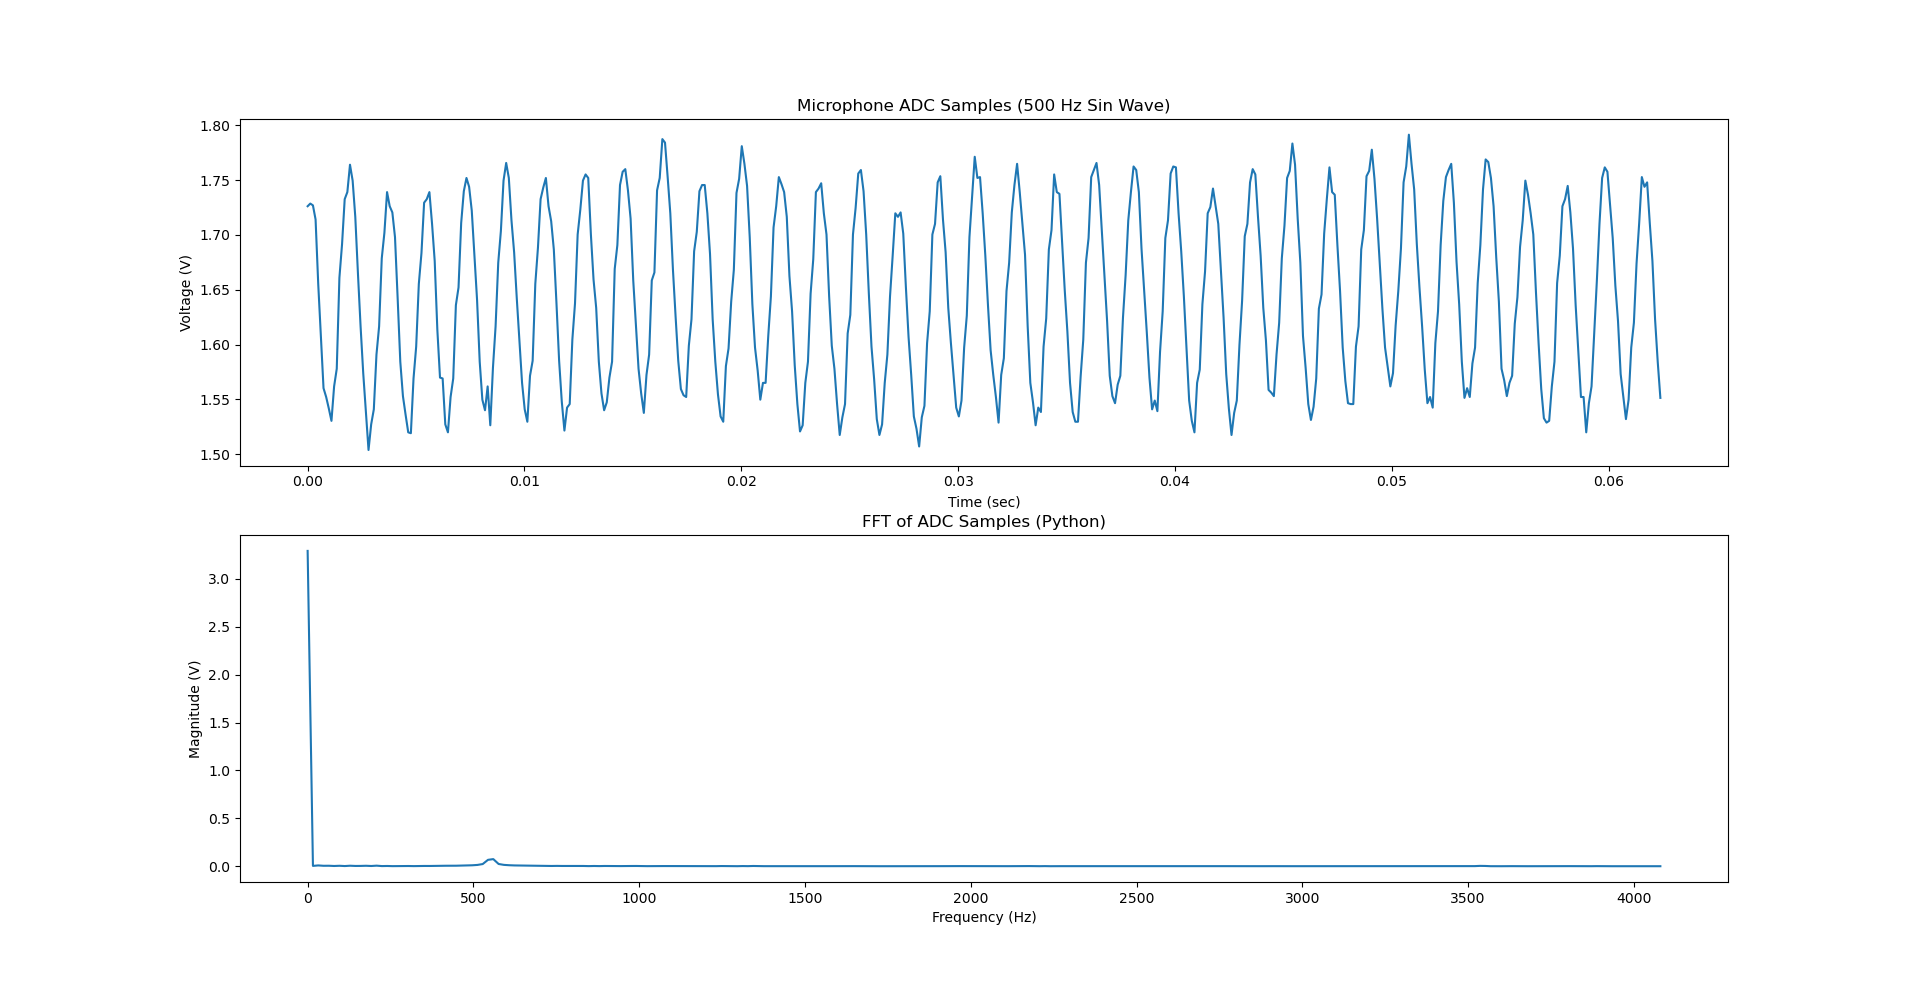 Microphone ADC Samples (500 Hz Sin Wave)
1.80
1.75
1.70
1.65
1.60
1.55
1.50
Voltage (V)
0.00 0.01 0.02 0.03 0.04 0.05 0.06
Time (sec)
FFT of ADC Samples (Python)
3.0
2.5
2.0
1.5
1.0
0.5
0.0
Magnitude (V)
0 500 1000 1500 2000 2500 3000 3500 4000
Frequency (Hz)